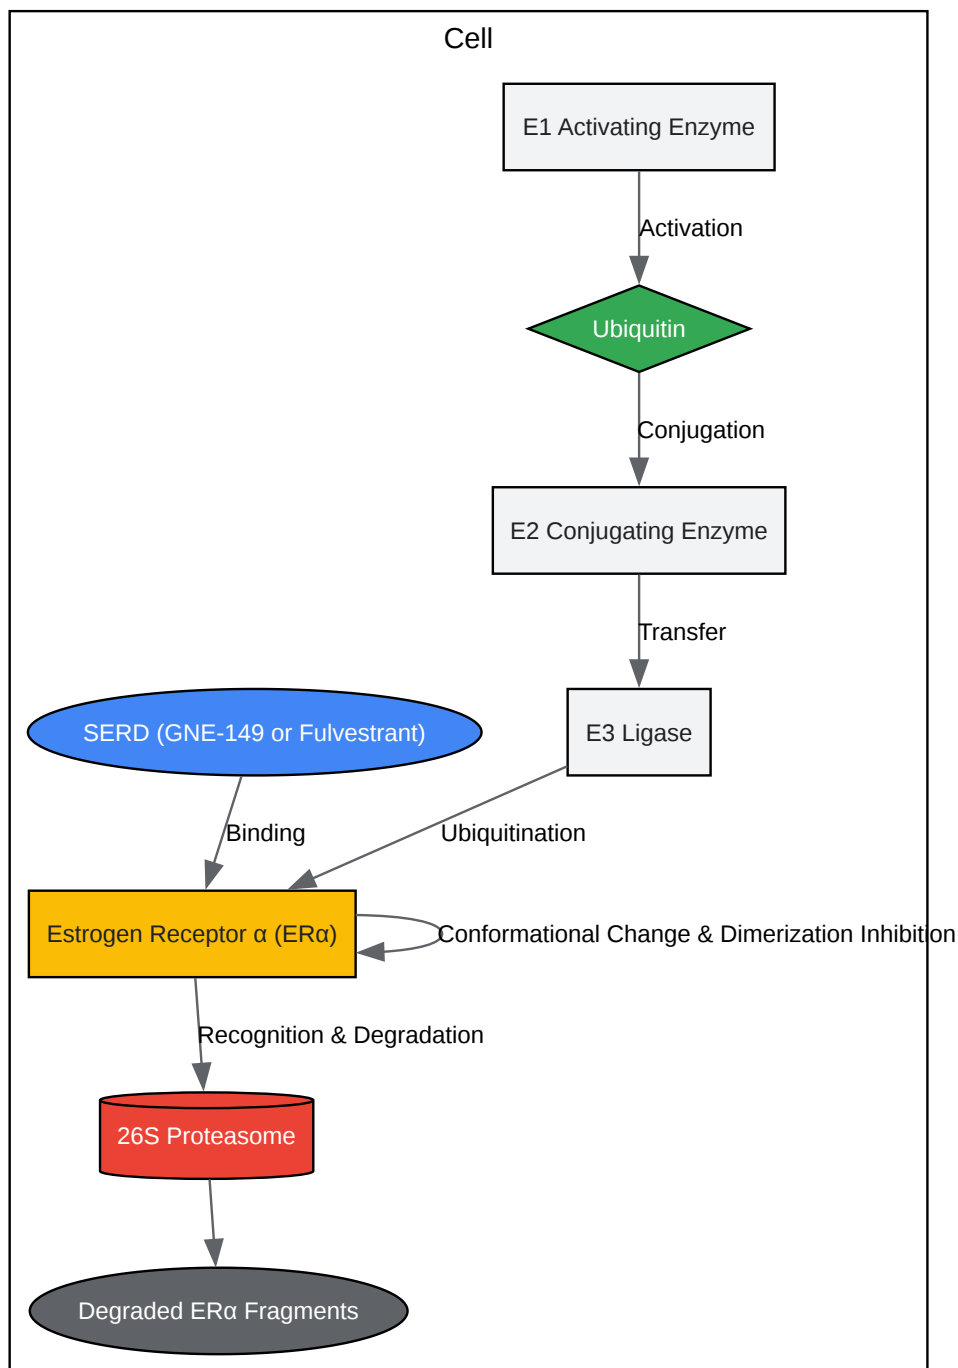 Cell
E1 Activating Enzyme
Activation
Ubiquitin
Conjugation
E2 Conjugating Enzyme
Transfer
SERD (GNE-149 or Fulvestrant)
E3 Ligase
Binding
Ubiquitination
Estrogen Receptor α (ERα)
Conformational Change & Dimerization Inhibition
Recognition & Degradation
26S Proteasome
Degraded ERα Fragments